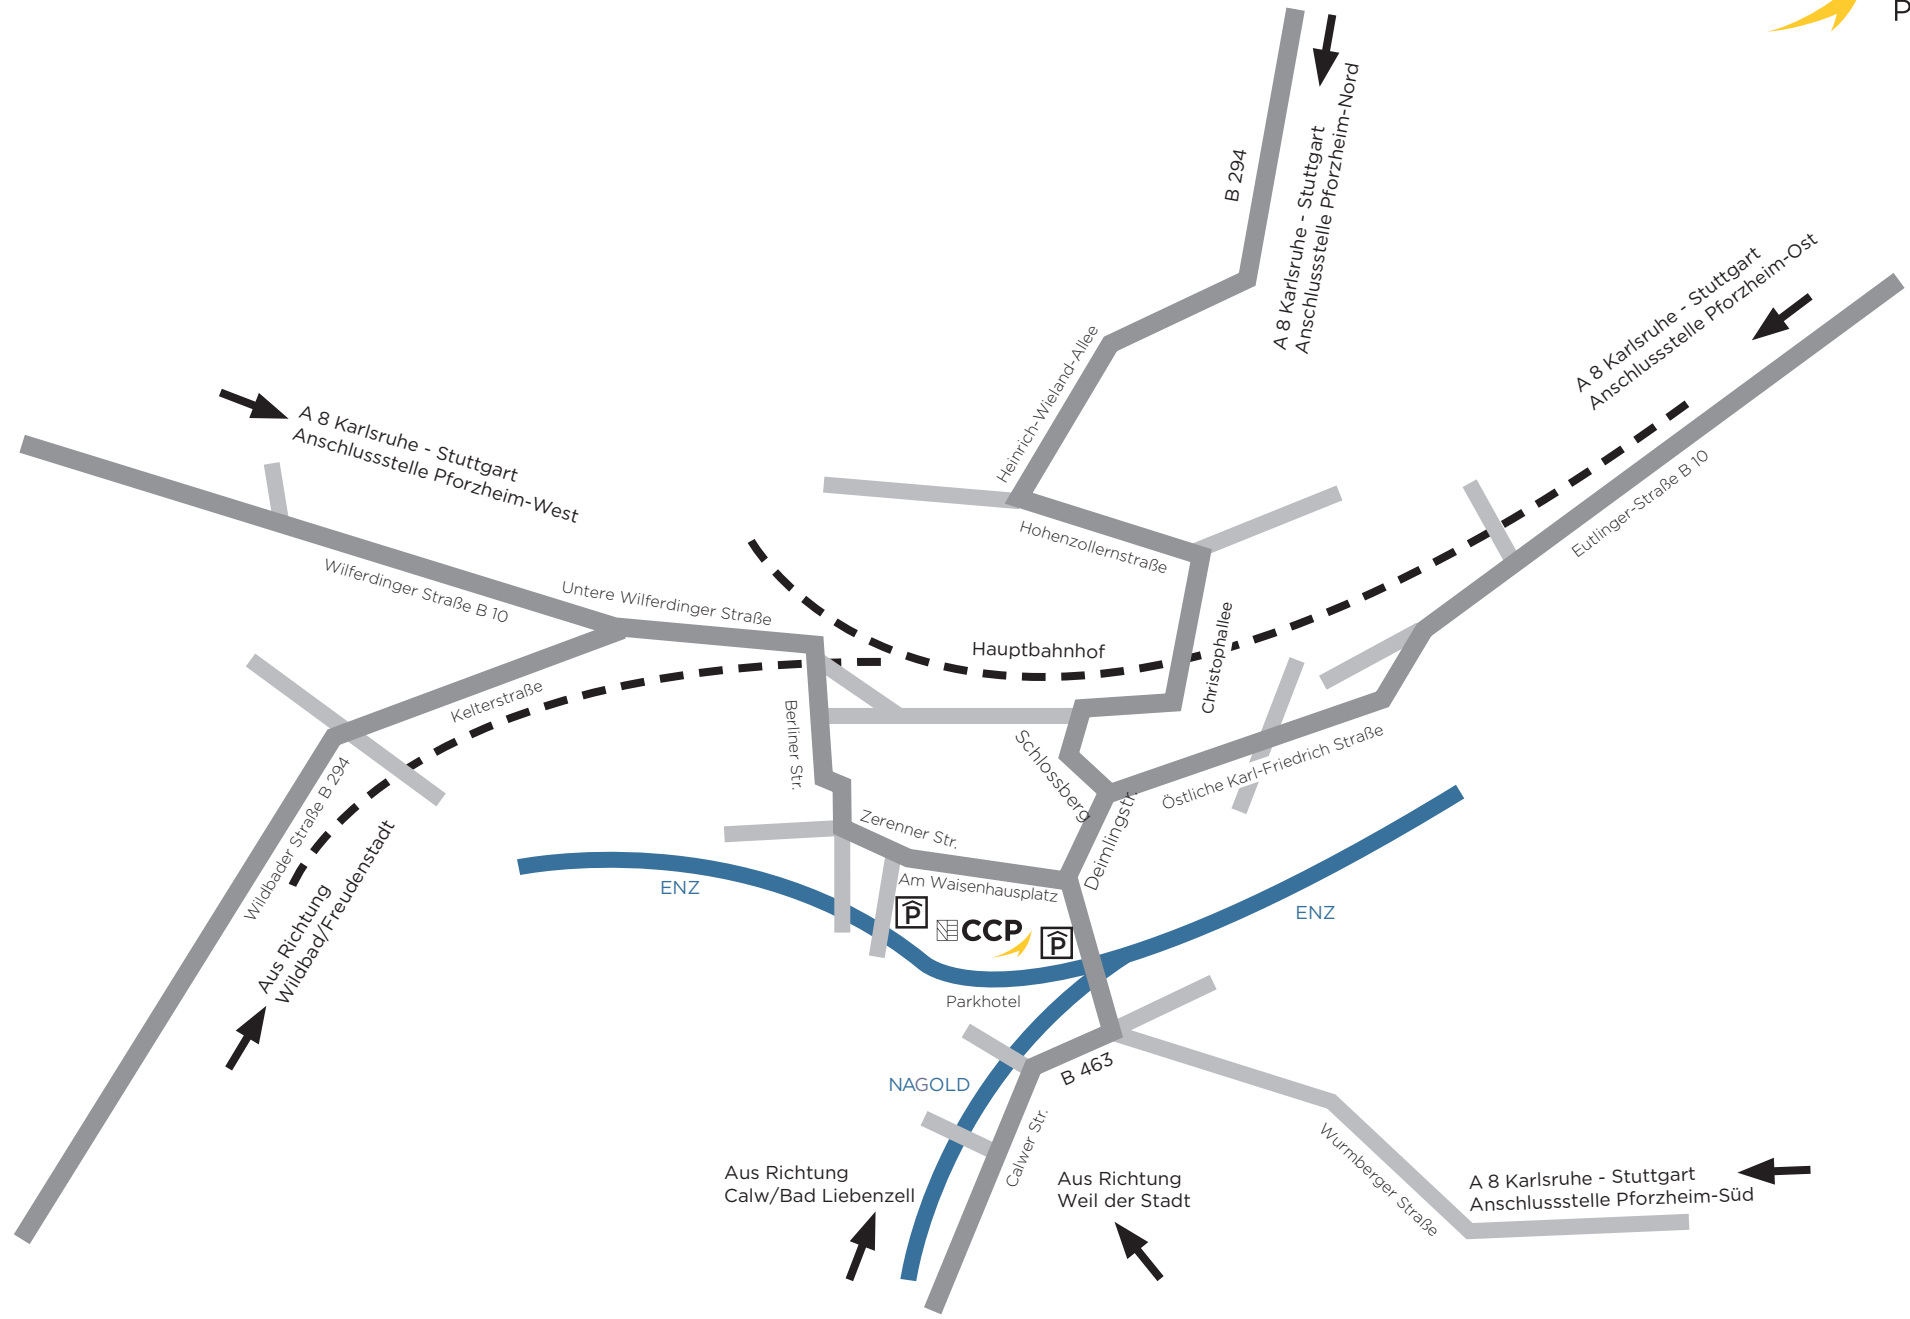 P
B 294
A 8 Karlsruhe - Stuttgart
Anschlussstelle Pforzheim-Nord
A 8 Karlsruhe - Stuttgart
Anschlussstelle Pforzheim-Ost
Heinrich-Wieland-Allee
A 8 Karlsruhe - Stuttgart
Anschlussstelle Pforzheim-West
Eutlinger-Straße B 10
Hohenzollernstraße
Wilferdinger Straße B 10
Untere Wilferdinger Straße
Hauptbahnhof
Christophallee
Kelterstraße
Berliner Str.
Schlossberg
Östliche Karl-Friedrich Straße
Wildbader Straße B 294
Zerenner Str.
Deimlingstr.
Am Waisenhausplatz
ENZ
P
CCP
P
ENZ
Aus Richtung
Wildbad/Freudenstadt
Parkhotel
NAGOLD
B 463
Calwer Str.
Wurmberger Straße
Aus Richtung
Calw/Bad Liebenzell
Aus Richtung
Weil der Stadt
A 8 Karlsruhe - Stuttgart
Anschlussstelle Pforzheim-Süd